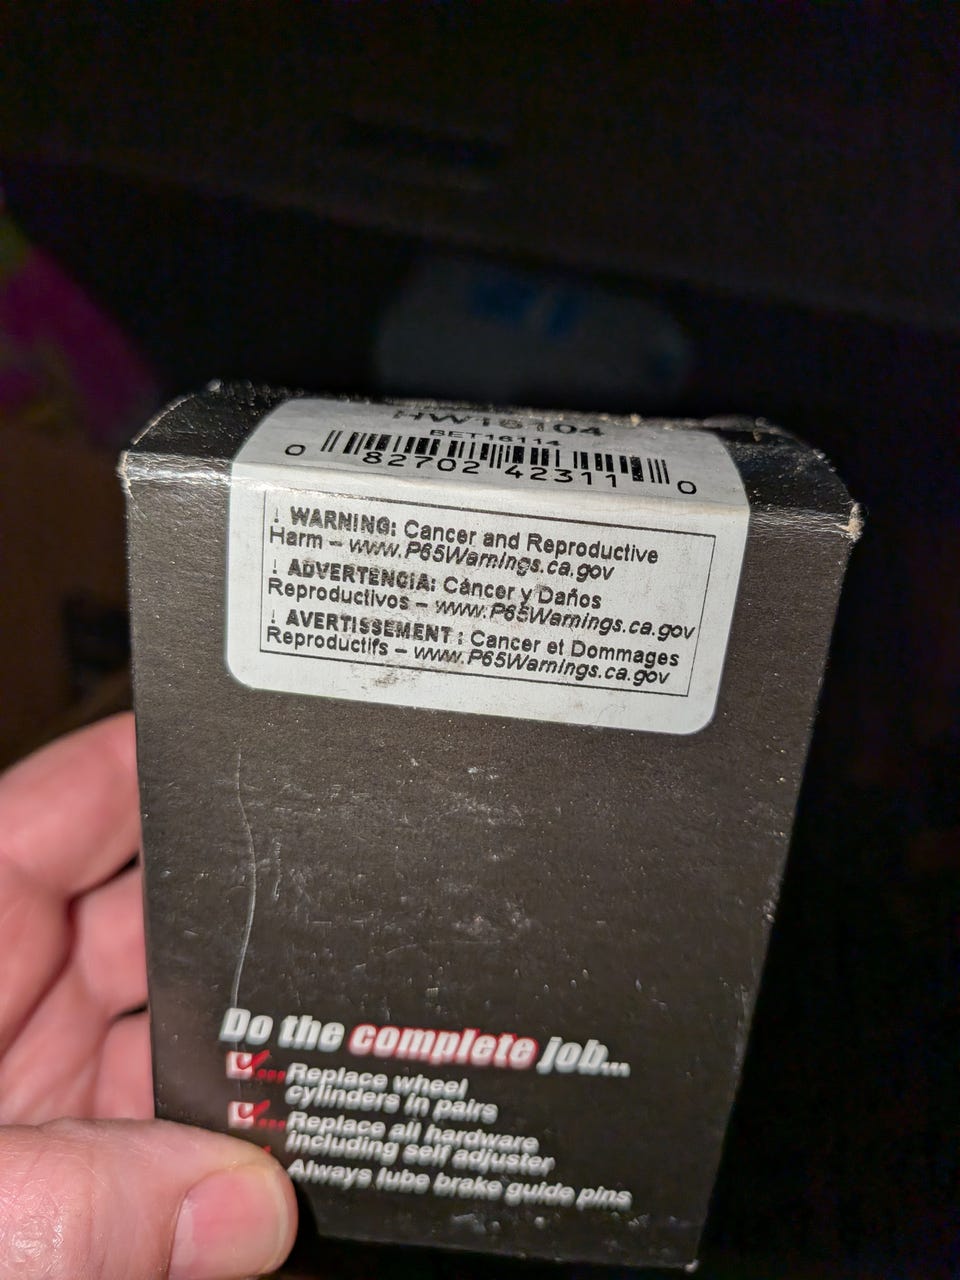 HW16104
BET16114
0 82702 42311 0
! WARNING: Cancer and Reproductive
Harm – www.P65Warnings.ca.gov
! ADVERTENCIA: Cáncer y Daños
Reproductivos – www.P65Warnings.ca.gov
! AVERTISSEMENT : Cancer et Dommages
Reproductifs – www.P65Warnings.ca.gov
Do the complete job...
...Replace wheel
cylinders in pairs
...Replace all hardware
including self adjuster
Always lube brake guide pins